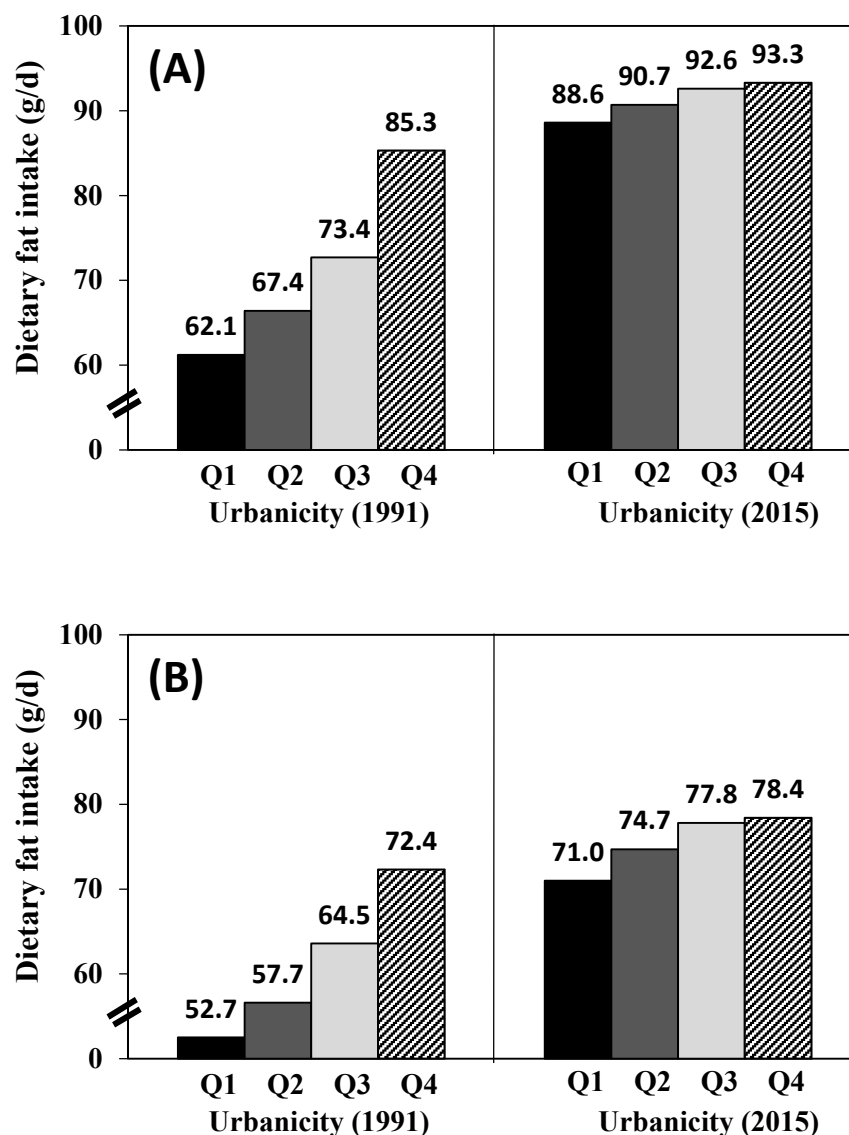 100
(A)
Dietary fat intake (g/d)
90
80
70
60
0
62.1
67.4
73.4
85.3
88.6
90.7
92.6
93.3
Q1 Q2 Q3 Q4
Urbanicity (1991)
Q1 Q2 Q3 Q4
Urbanicity (2015)
100
(B)
Dietary fat intake (g/d)
90
80
70
60
0
52.7
57.7
64.5
72.4
71.0
74.7
77.8
78.4
Q1 Q2 Q3 Q4
Urbanicity (1991)
Q1 Q2 Q3 Q4
Urbanicity (2015)